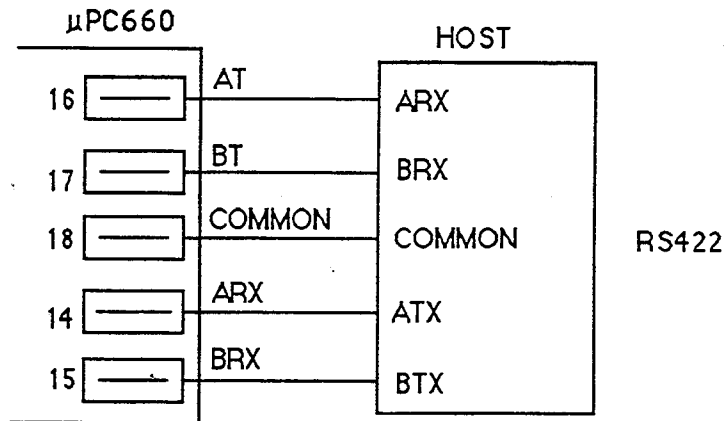 μPC660
HOST
16 AT ARX
17 BT BRX
18 COMMON COMMON RS422
14 ARX ATX
15 BRX BTX